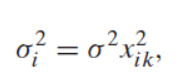 σ_i^2 = σ^2 x_{ik}^2,